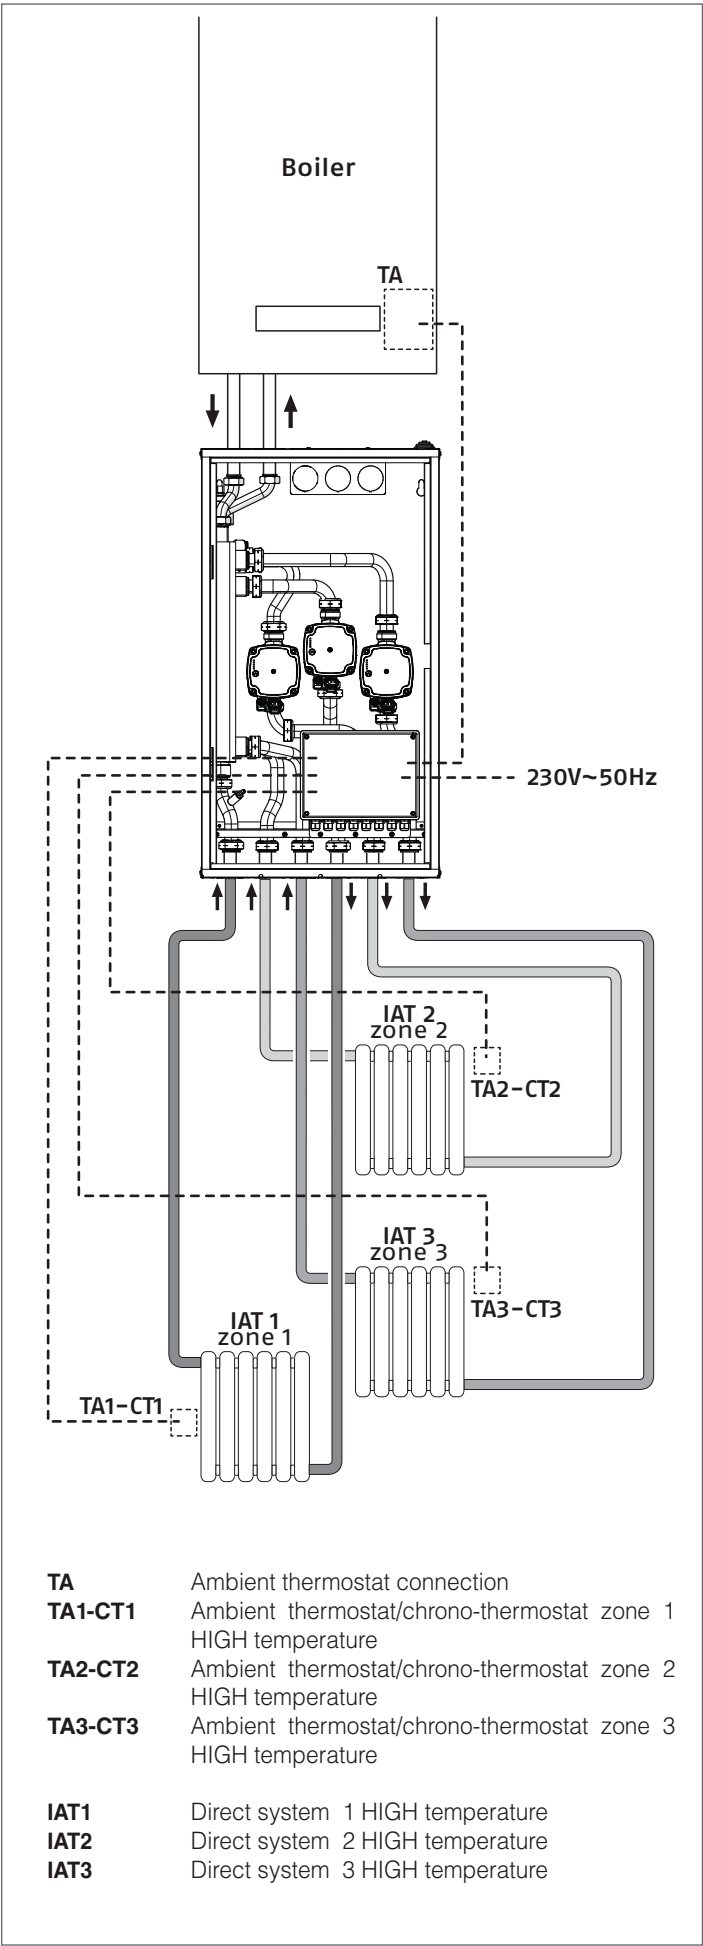 Boiler
TA
230V~50Hz
IAT 2
zone 2
TA2-CT2
IAT 3
zone 3
TA3-CT3
IAT 1
zone 1
TA1-CT1
TA Ambient thermostat connection
TA1-CT1 Ambient thermostat/chrono-thermostat zone 1
HIGH temperature
TA2-CT2 Ambient thermostat/chrono-thermostat zone 2
HIGH temperature
TA3-CT3 Ambient thermostat/chrono-thermostat zone 3
HIGH temperature
IAT1 Direct system 1 HIGH temperature
IAT2 Direct system 2 HIGH temperature
IAT3 Direct system 3 HIGH temperature